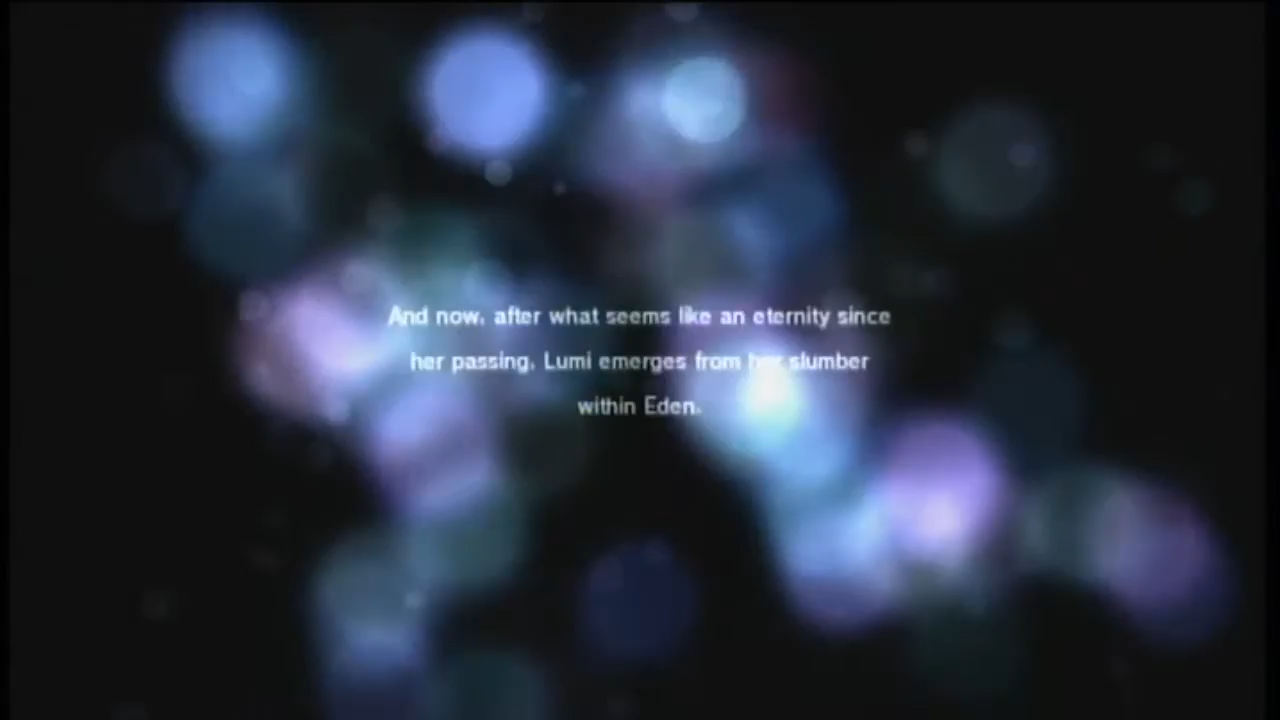 And now, after what seems like an eternity since
her passing, Lumi emerges from her slumber
within Eden.